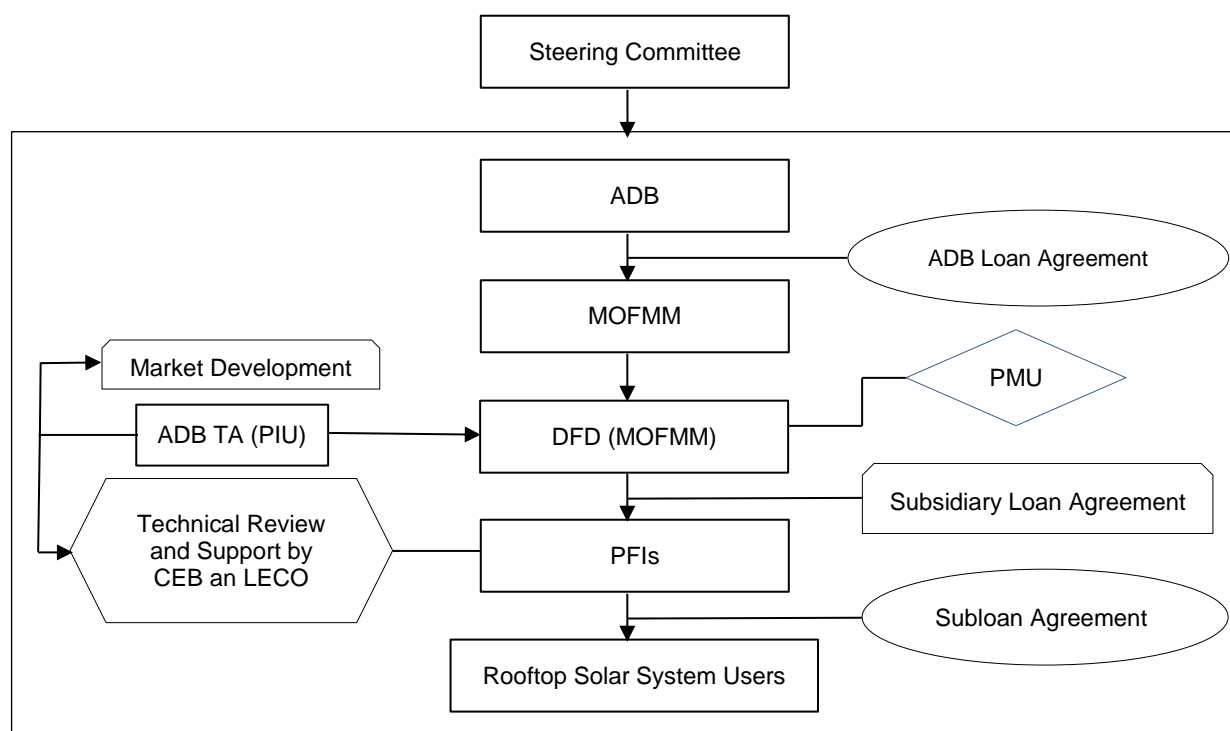 Steering Committee
ADB
ADB Loan Agreement
MOFMM
Market Development
PMU
ADB TA (PIU)
DFD (MOFMM)
Subsidiary Loan Agreement
Technical Review
and Support by
CEB an LECO
PFIs
Subloan Agreement
Rooftop Solar System Users